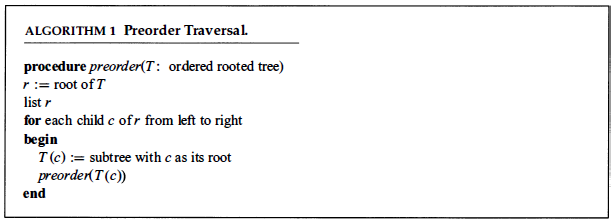 ALGORITHM 1 Preorder Traversal.
procedure preorder(T: ordered rooted tree)
r := root of T
list r
for each child c of r from left to right
begin
T(c) := subtree with c as its root
preorder(T(c))
end